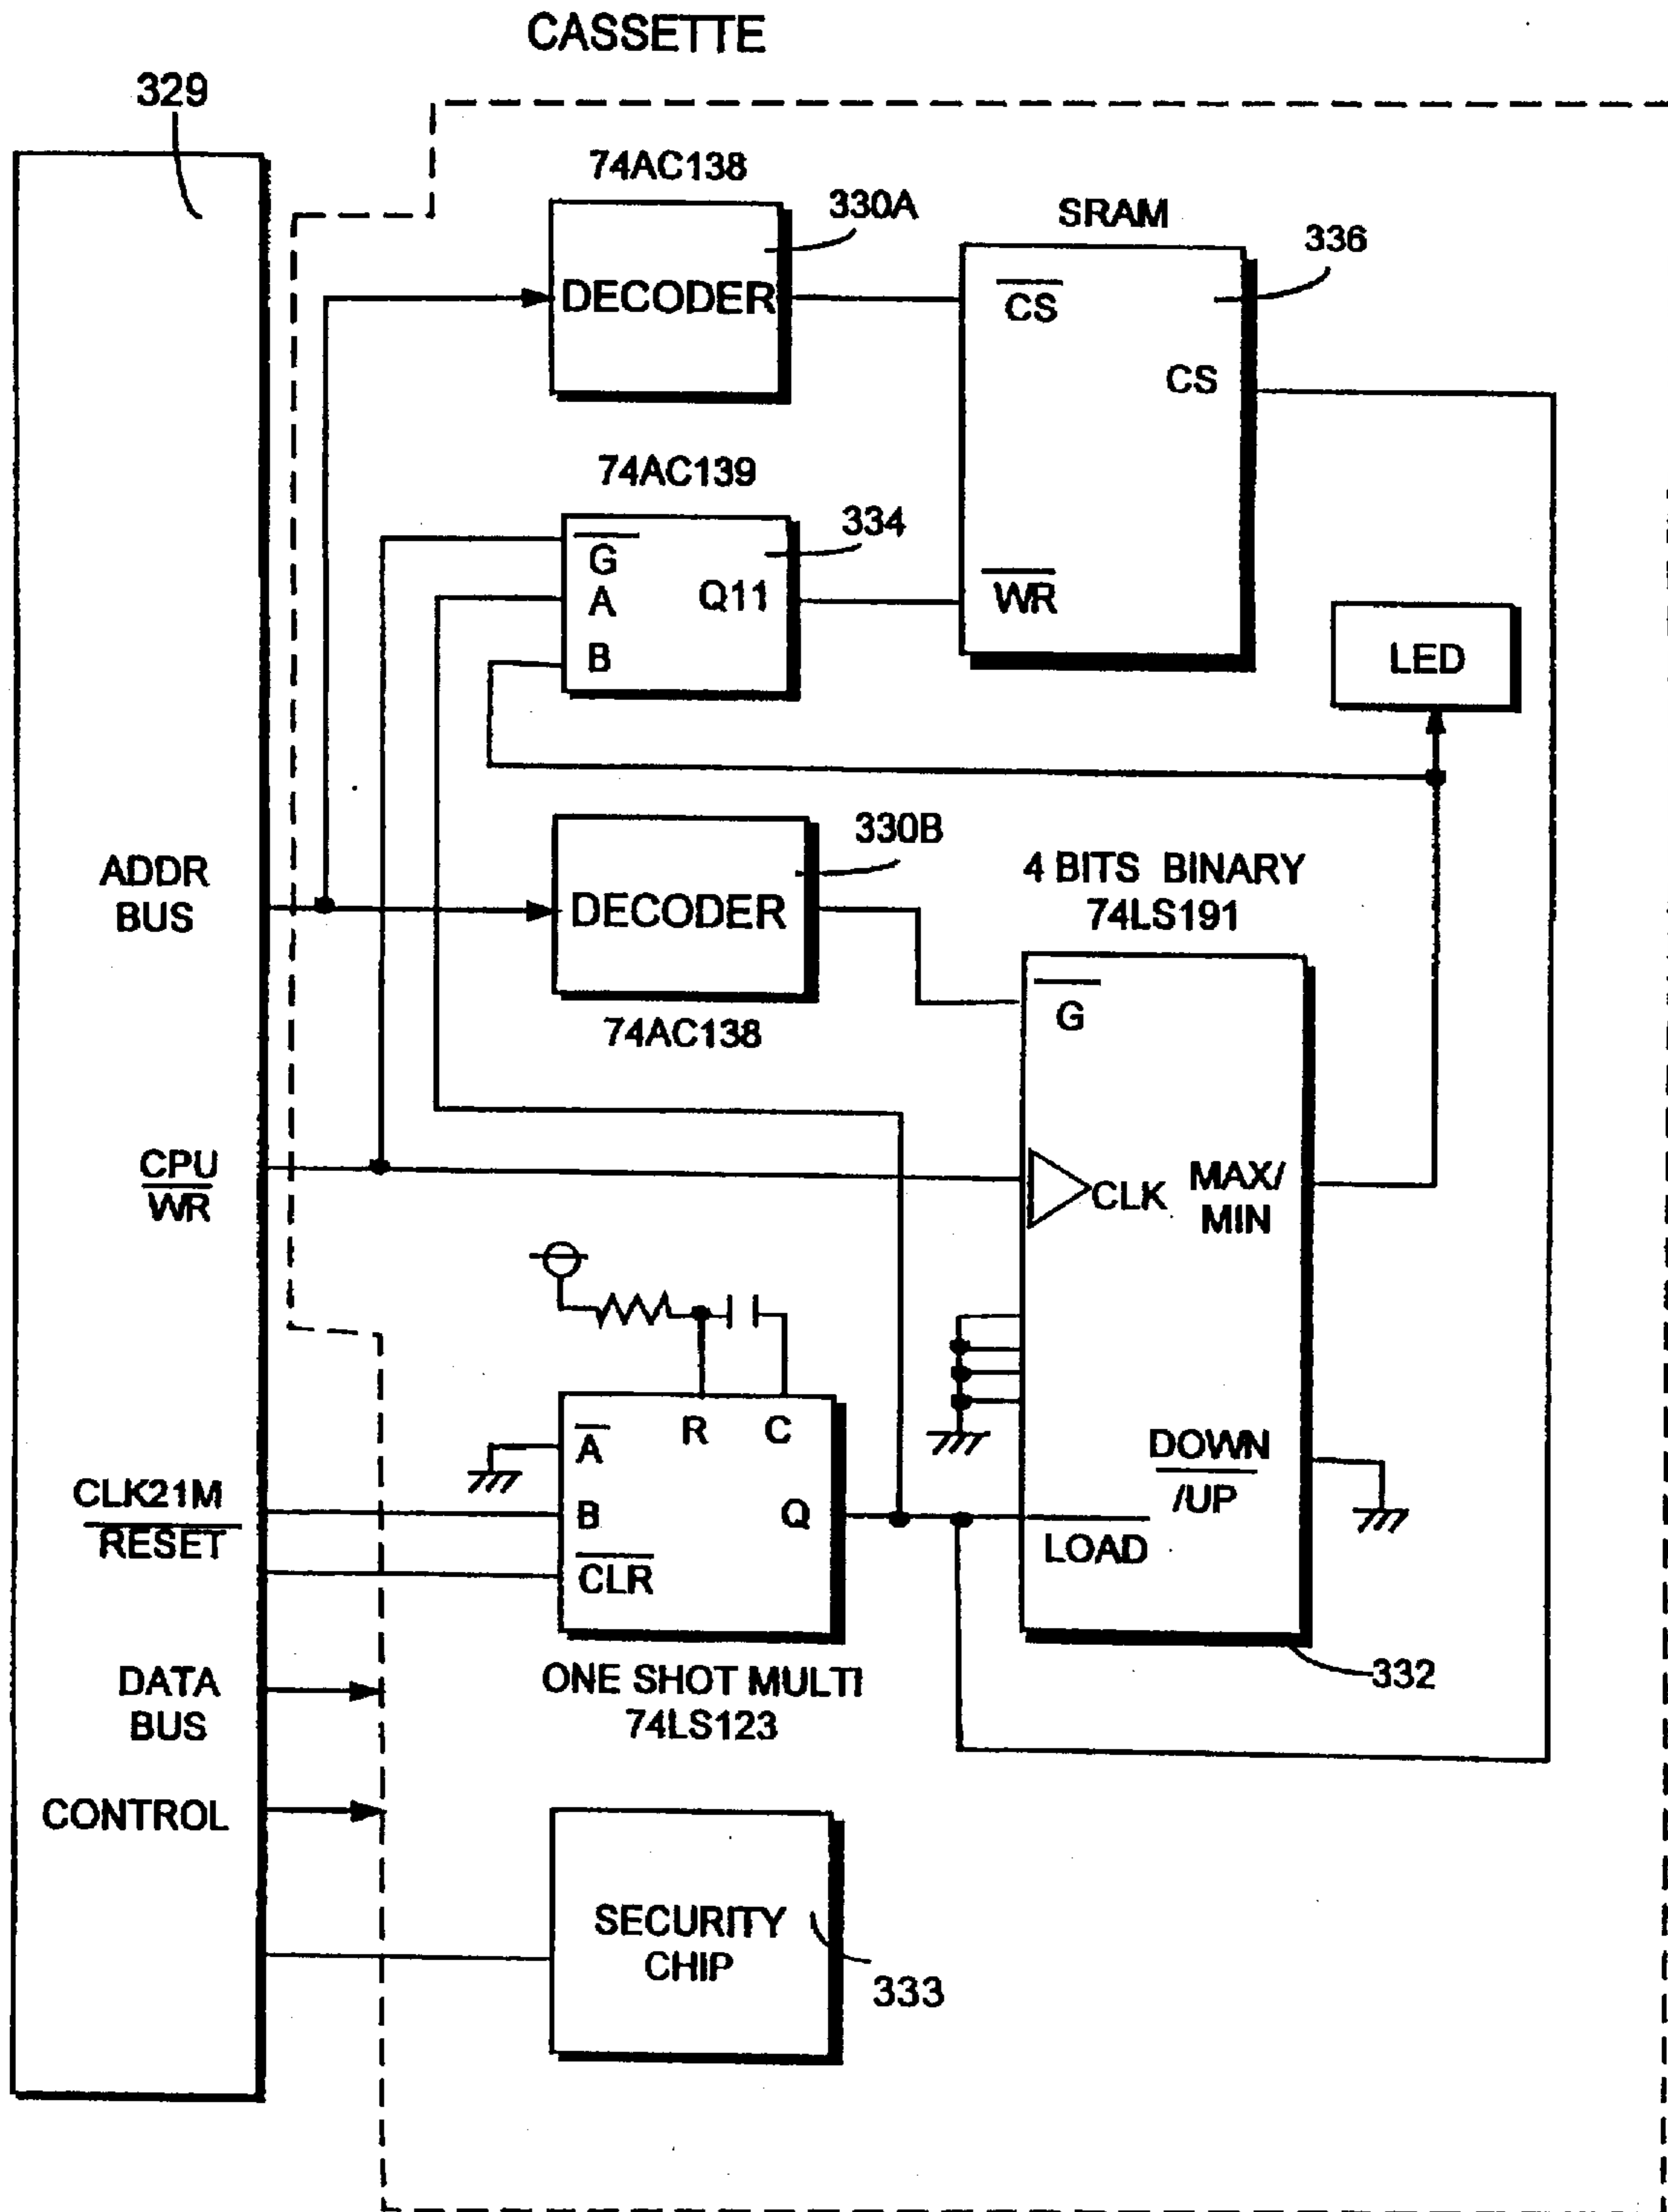 CASSETTE
329
74AC138
330A
DECODER
SRAM
336
CS
CS
WR
74AC139
334
G
A
B
Q11
LED
ADDR
BUS
330B
DECODER
74AC138
4 BITS BINARY
74LS191
G
CPU
WR
CLK
MAX/
MIN
DOWN
/UP
LOAD
332
R C
A
B
Q
CLR
CLK21M
RESET
ONE SHOT MULTI
74LS123
DATA
BUS
CONTROL
SECURITY
CHIP
333